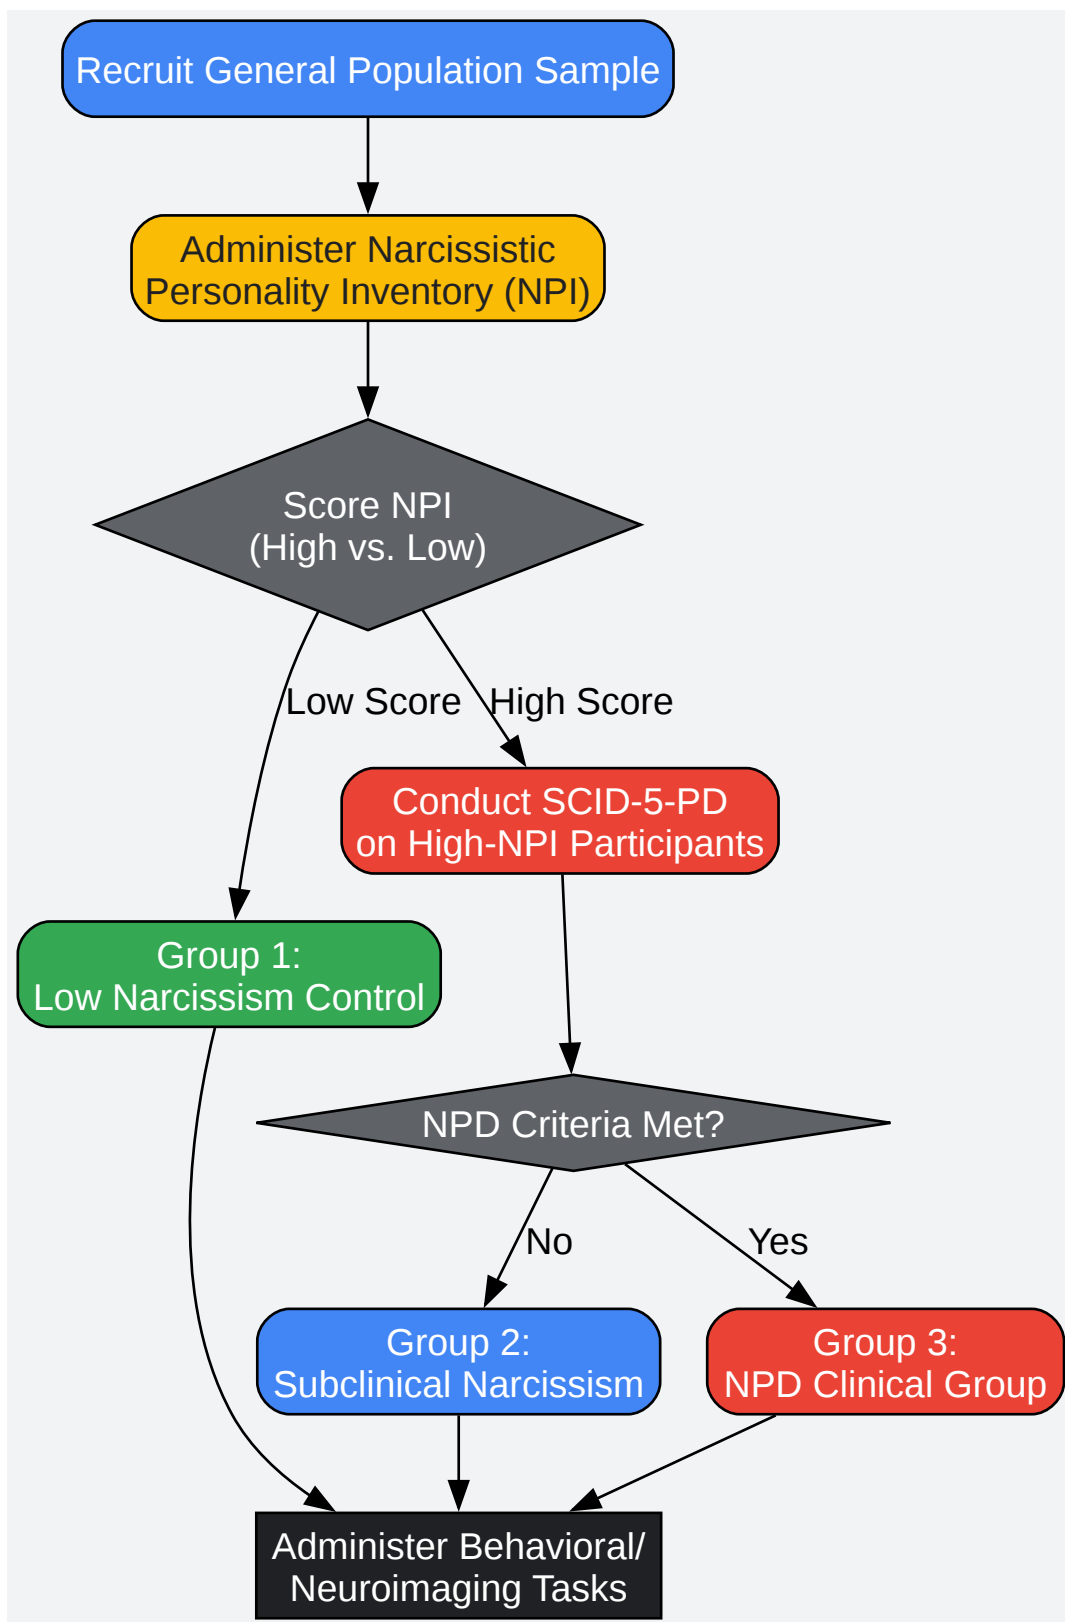 Recruit General Population Sample
Administer Narcissistic
Personality Inventory (NPI)
Score NPI
(High vs. Low)
Low Score
High Score
Conduct SCID-5-PD
on High-NPI Participants
Group 1:
Low Narcissism Control
NPD Criteria Met?
No
Yes
Group 2:
Subclinical Narcissism
Group 3:
NPD Clinical Group
Administer Behavioral/
Neuroimaging Tasks